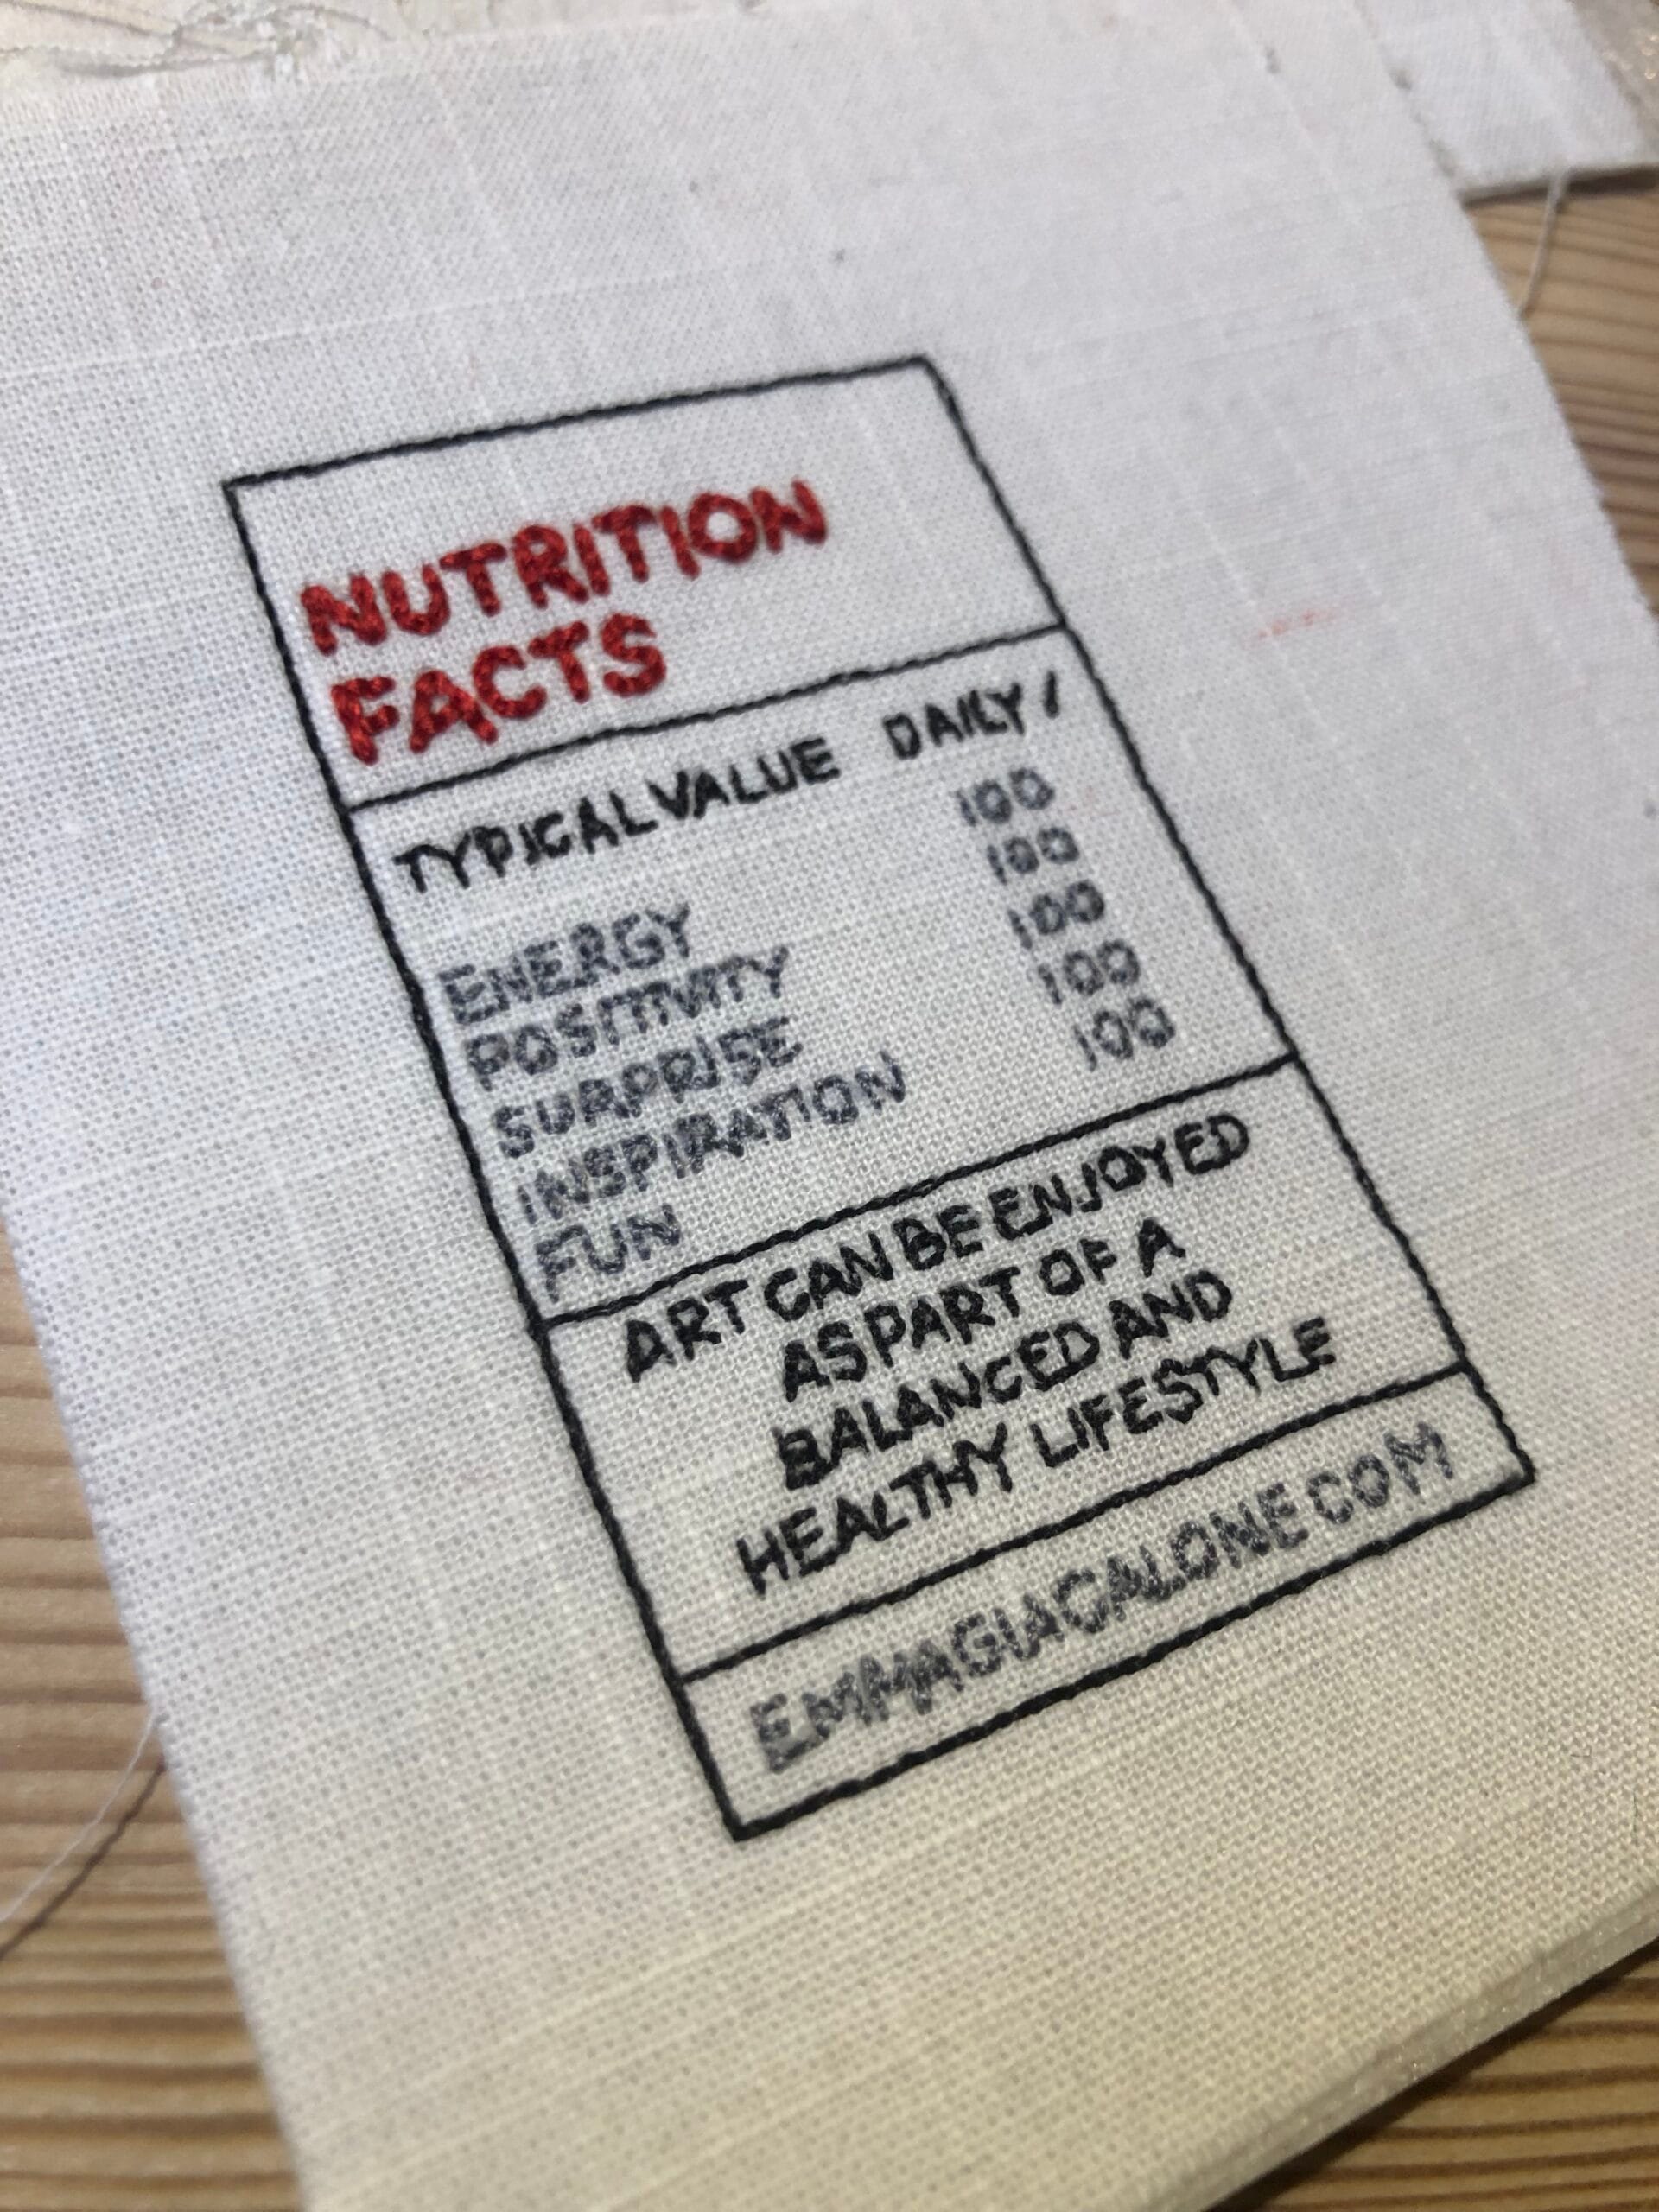 NUTRITION
FACTS
TYPICAL VALUE DAILY /
ENERGY 100
POSITIVITY 100
SURPRISE 100
INSPIRATION 100
FUN 100
ART CAN BE ENJOYED
AS PART OF A
BALANCED AND
HEALTHY LIFESTYLE
EMMAGIACALONE COM